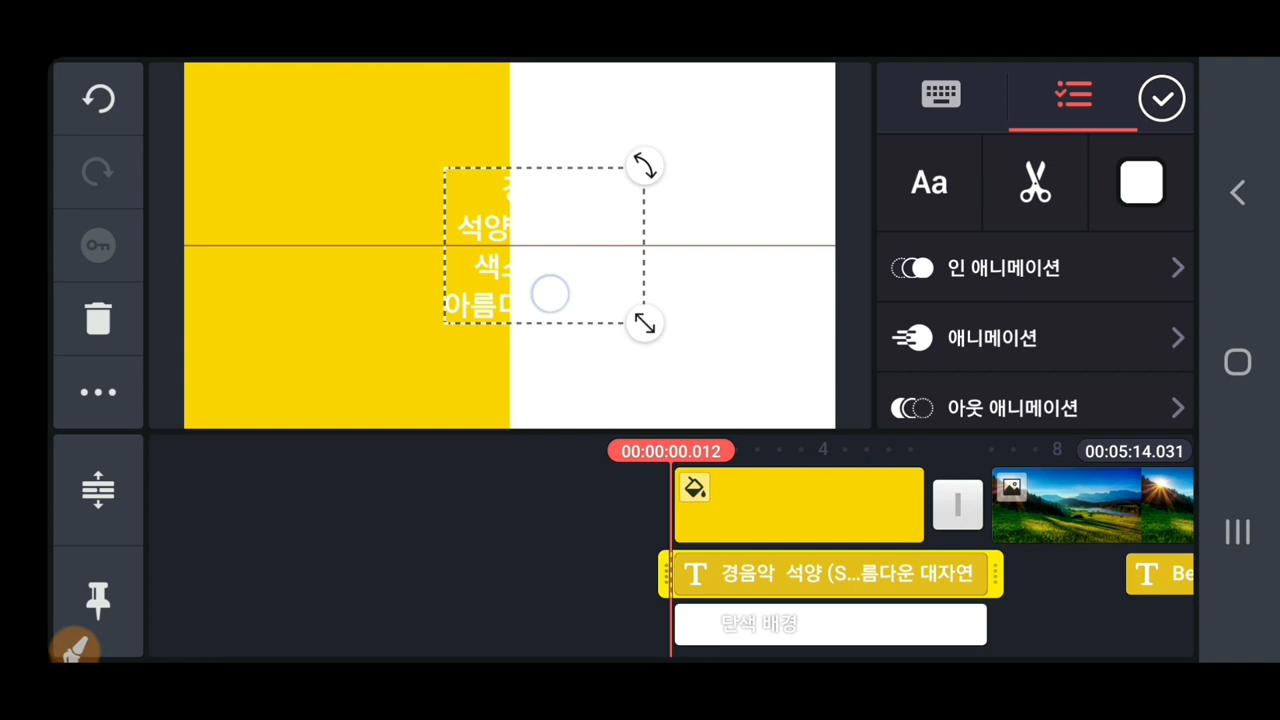 석양
색소
아름다
Aa
인 애니메이션
애니메이션
아웃 애니메이션
00:00:00.012
4
8
00:05:14.031
T 경음악 석양 (S...름다운 대자연
T Be
단색 배경